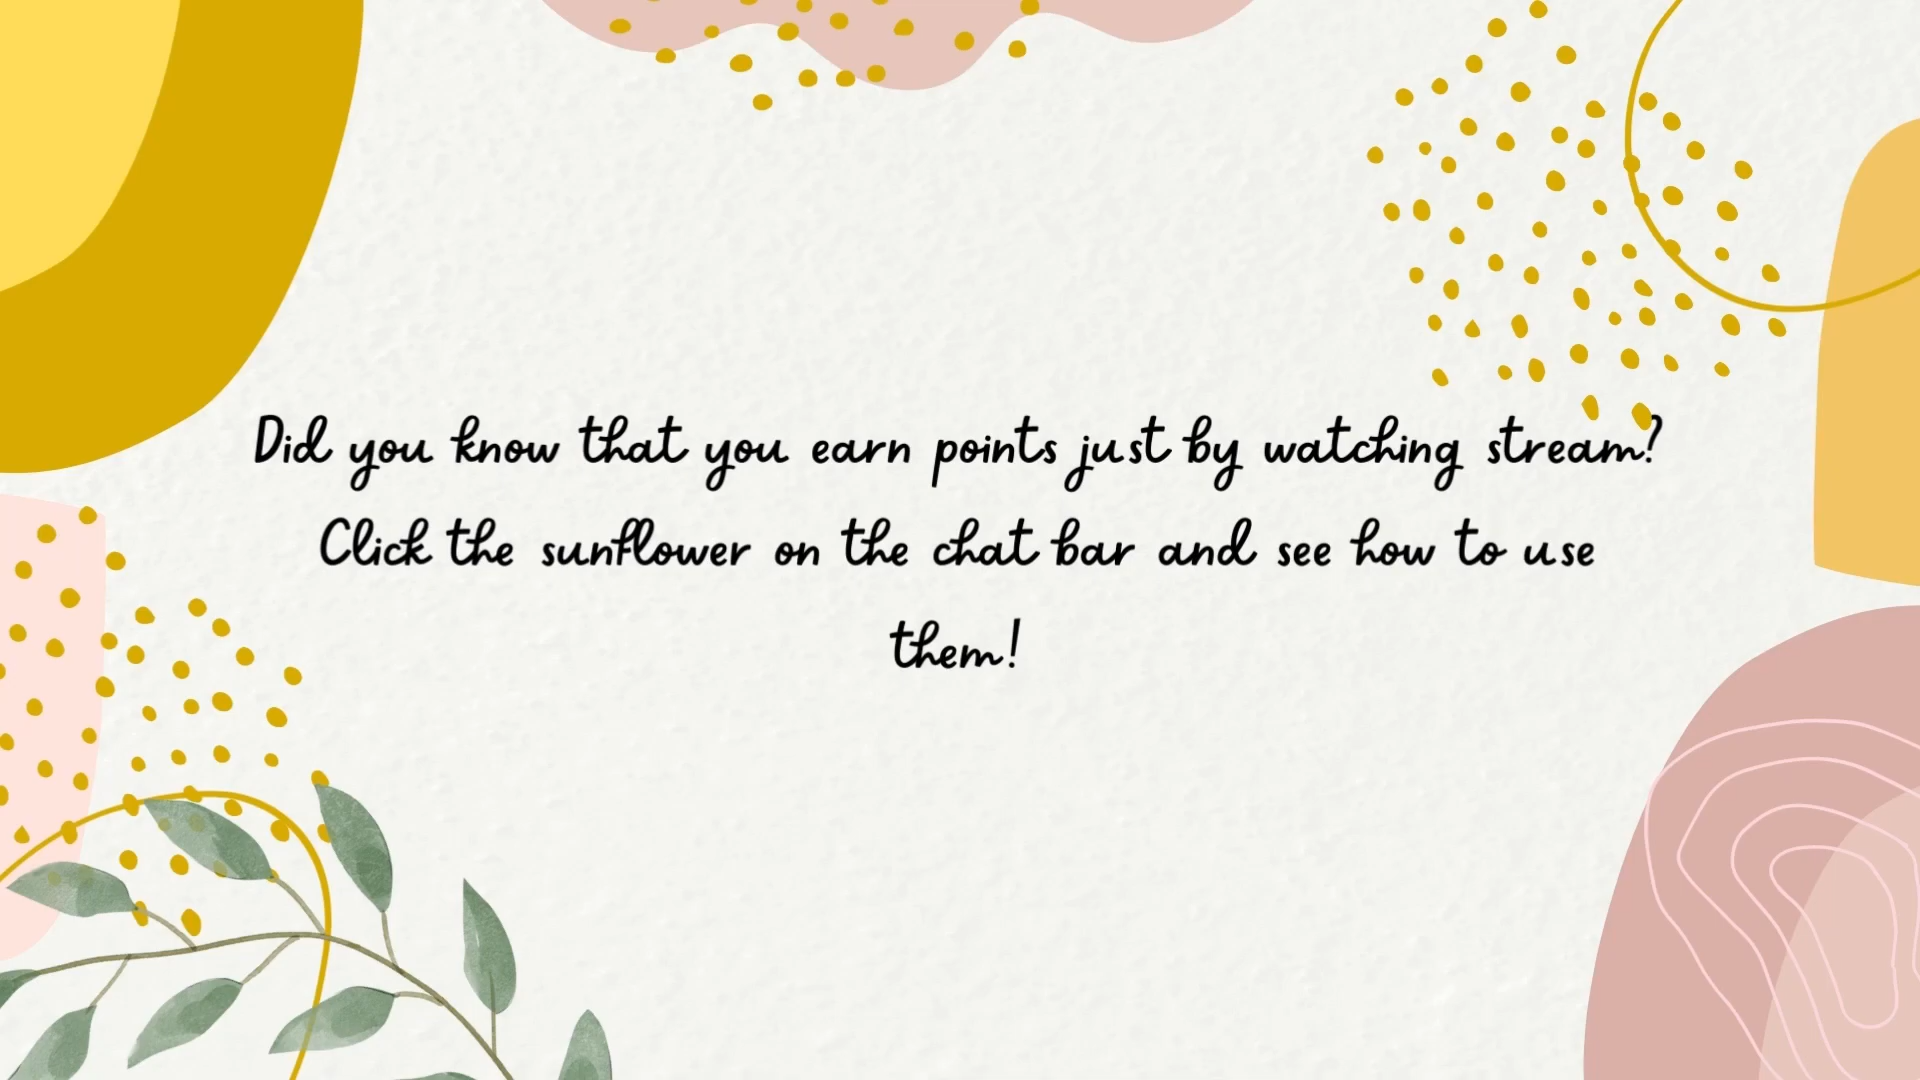 Did you know that you earn points just by watching stream?
Click the sunflower on the chat bar and see how to use
them!